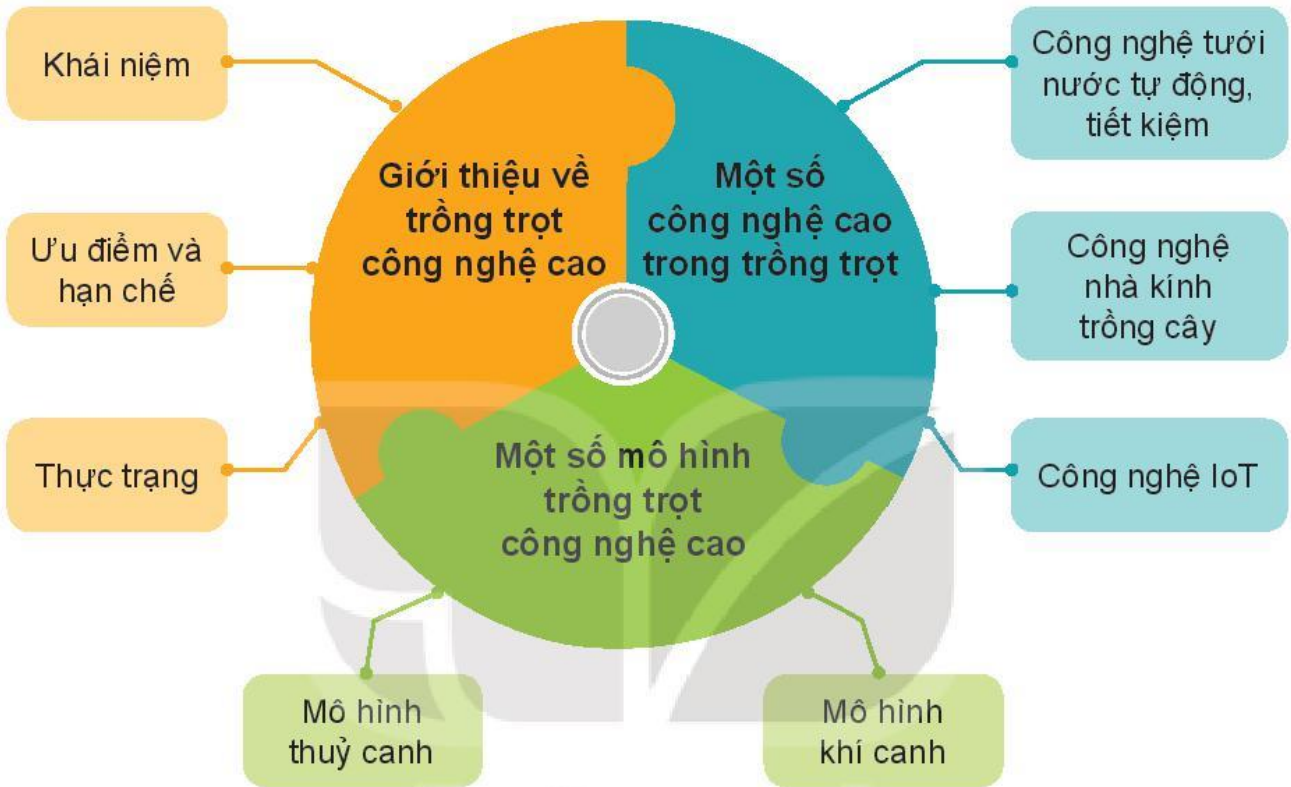 Khái niệm
Ưu điểm và
hạn chế
Thực trạng
Giới thiệu về
trồng trọt
công nghệ cao
Một số
công nghệ cao
trong trồng trọt
Một số mô hình
trồng trọt
công nghệ cao
Công nghệ tưới
nước tự động,
tiết kiệm
Công nghệ
nhà kính
trồng cây
Công nghệ IoT
Mô hình
thuỷ canh
Mô hình
khí canh